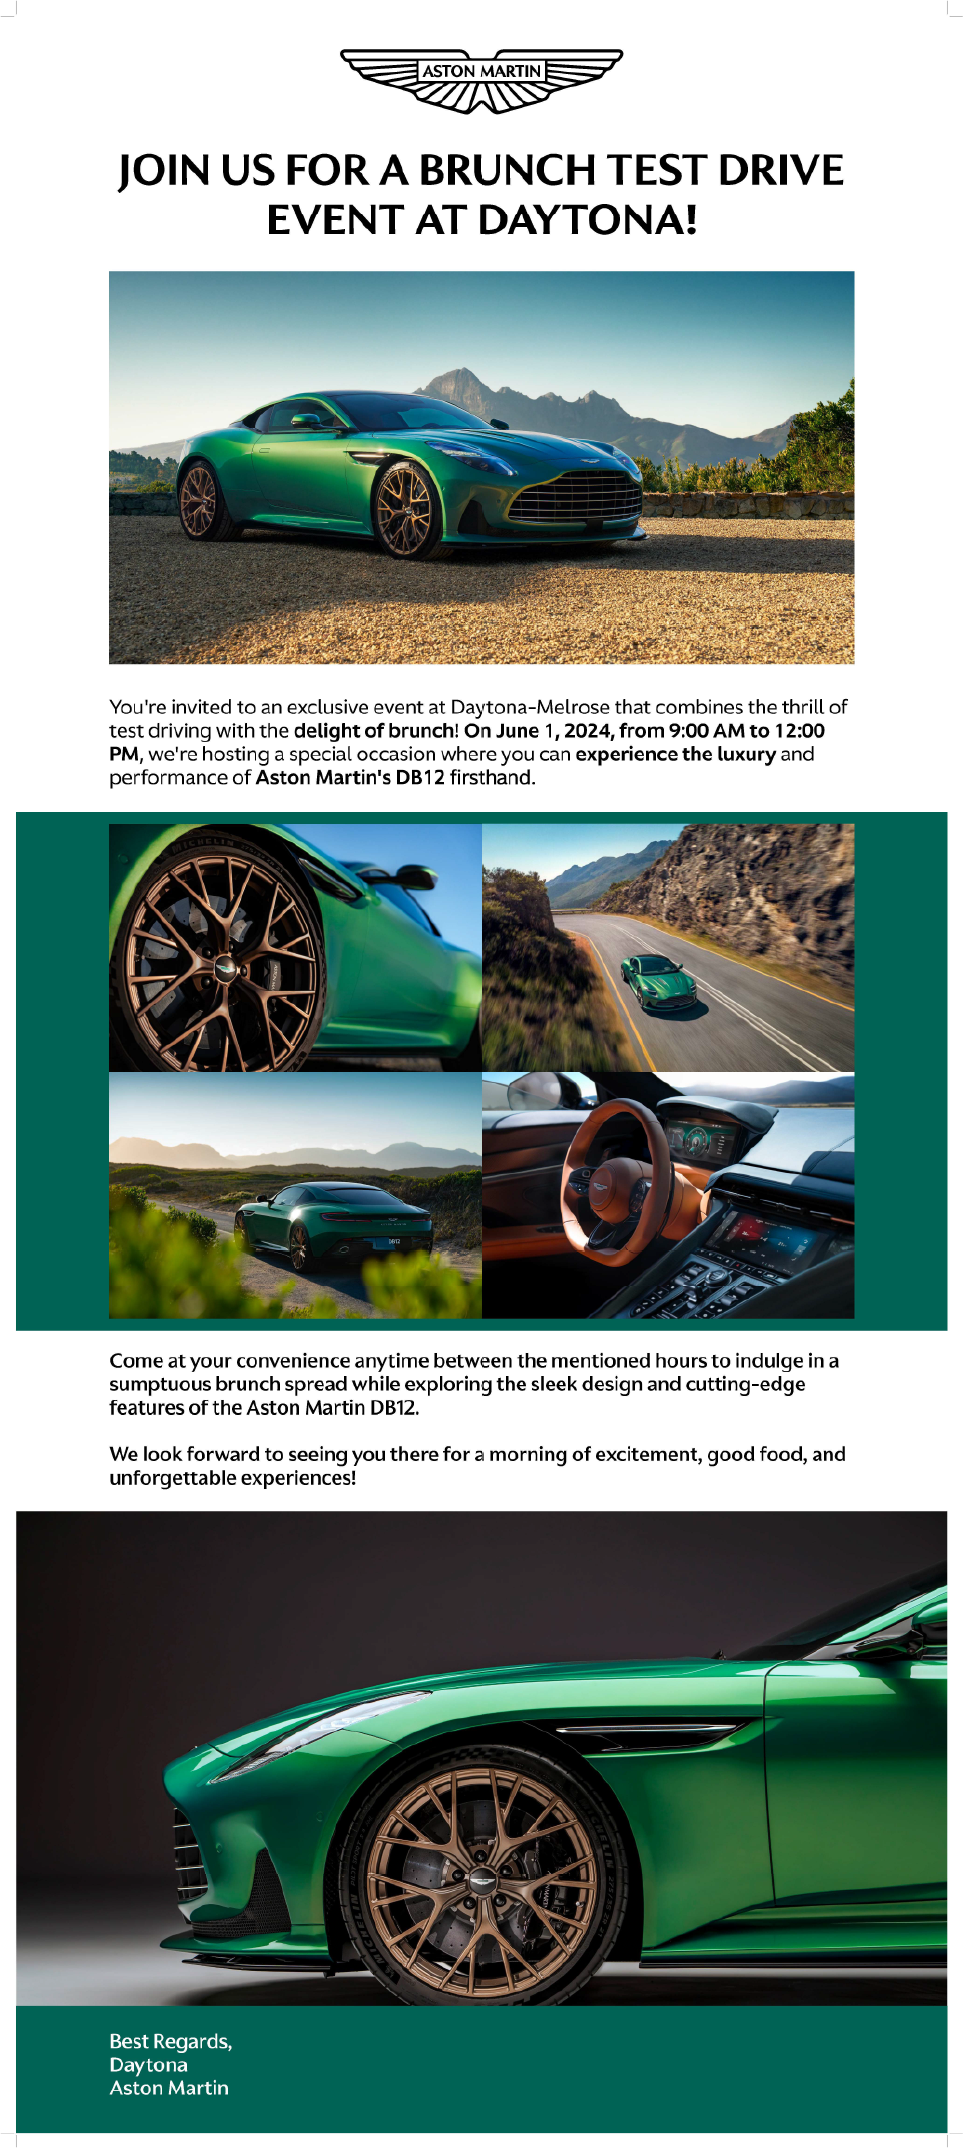 ASTON MARTIN
JOIN US FOR A BRUNCH TEST DRIVE
EVENT AT DAYTONA!
You're invited to an exclusive event at Daytona-Melrose that combines the thrill of
test driving with the delight of brunch! On June 1, 2024, from 9:00 AM to 12:00
PM, we're hosting a special occasion where you can experience the luxury and
performance of Aston Martin's DB12 firsthand.
MICHELIN
DB12
Come at your convenience anytime between the mentioned hours to indulge in a
sumptuous brunch spread while exploring the sleek design and cutting-edge
features of the Aston Martin DB12.
We look forward to seeing you there for a morning of excitement, good food, and
unforgettable experiences!
MICHELIN
Best Regards,
Daytona
Aston Martin